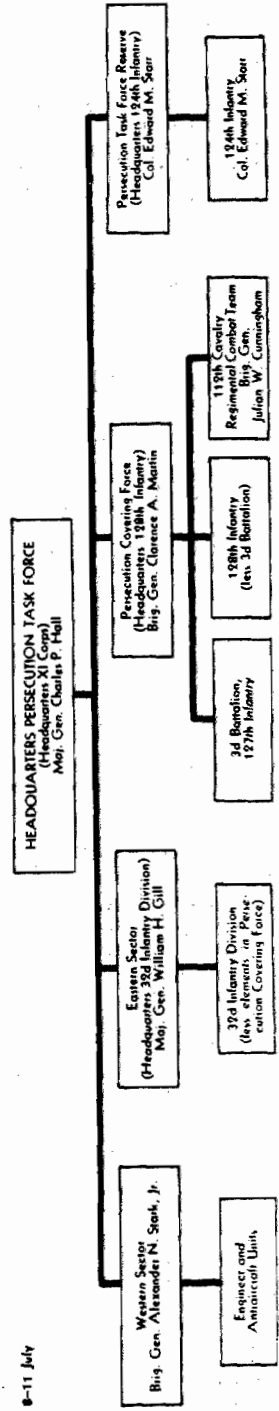 8–11 July
HEADQUARTERS PERSECUTION TASK FORCE
(Headquarters XI Corps)
Maj. Gen. Charles P. Hall
Western Sector
Brig. Gen. Alexander N. Stark, Jr.
Eastern Sector
(Headquarters 32d Infantry Division)
Maj. Gen. William H. Gill
Persecution Covering Force
(Headquarters 128th Infantry)
Brig. Gen. Clarence A. Martin
Persecution Task Force Reserve
(Headquarters 124th Infantry)
Col. Edward M. Starr
Engineer and
Antiaircraft Units
32d Infantry Division
(less elements in Perse-
cution Covering Force)
3d Battalion,
127th Infantry
128th Infantry
(less 3d Battalion)
112th Cavalry
Regimental Combat Team
Brig. Gen.
Julian W. Cunningham
124th Infantry
Col. Edward M. Starr